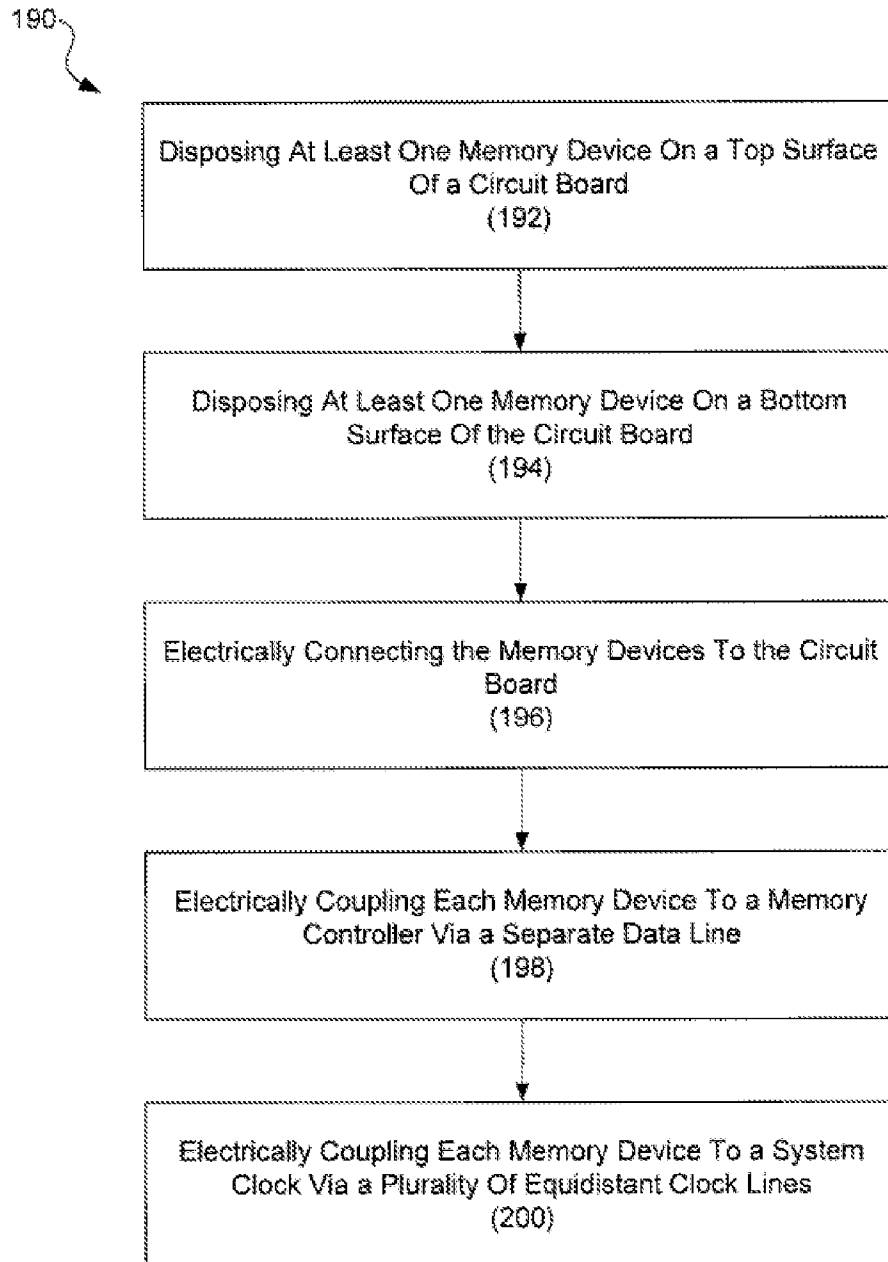 190
Disposing At Least One Memory Device On a Top Surface
Of a Circuit Board
(192)
Disposing At Least One Memory Device On a Bottom
Surface Of the Circuit Board
(194)
Electrically Connecting the Memory Devices To the Circuit
Board
(196)
Electrically Coupling Each Memory Device To a Memory
Controller Via a Separate Data Line
(198)
Electrically Coupling Each Memory Device To a System
Clock Via a Plurality Of Equidistant Clock Lines
(200)